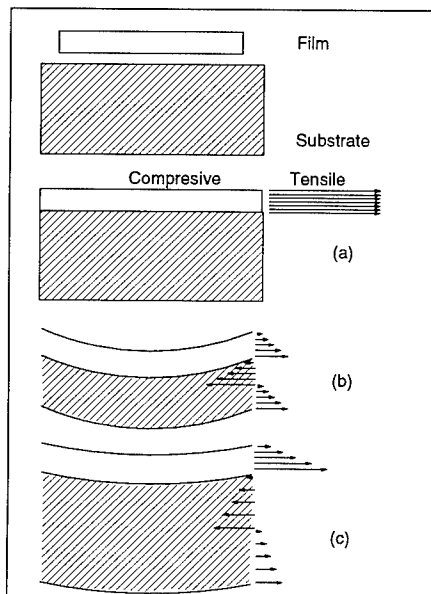 Film
Substrate
Compresive Tensile
(a)
(b)
(c)